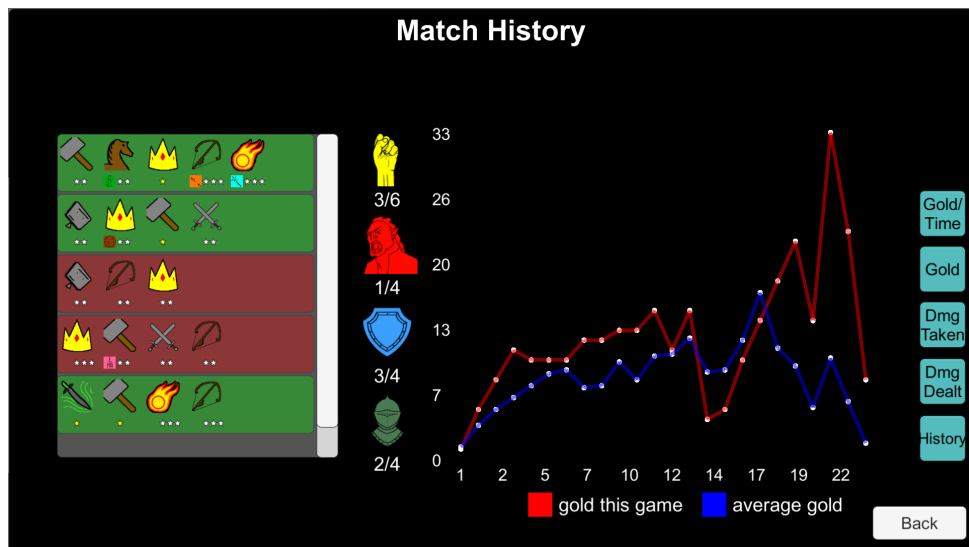 Match History
33
3/6
26
1/4
20
3/4
13
2/4
7
0
1 2 5 7 10 12 14 17 19 22
gold this game average gold
Gold/
Time
Gold
Dmg
Taken
Dmg
Dealt
History
Back